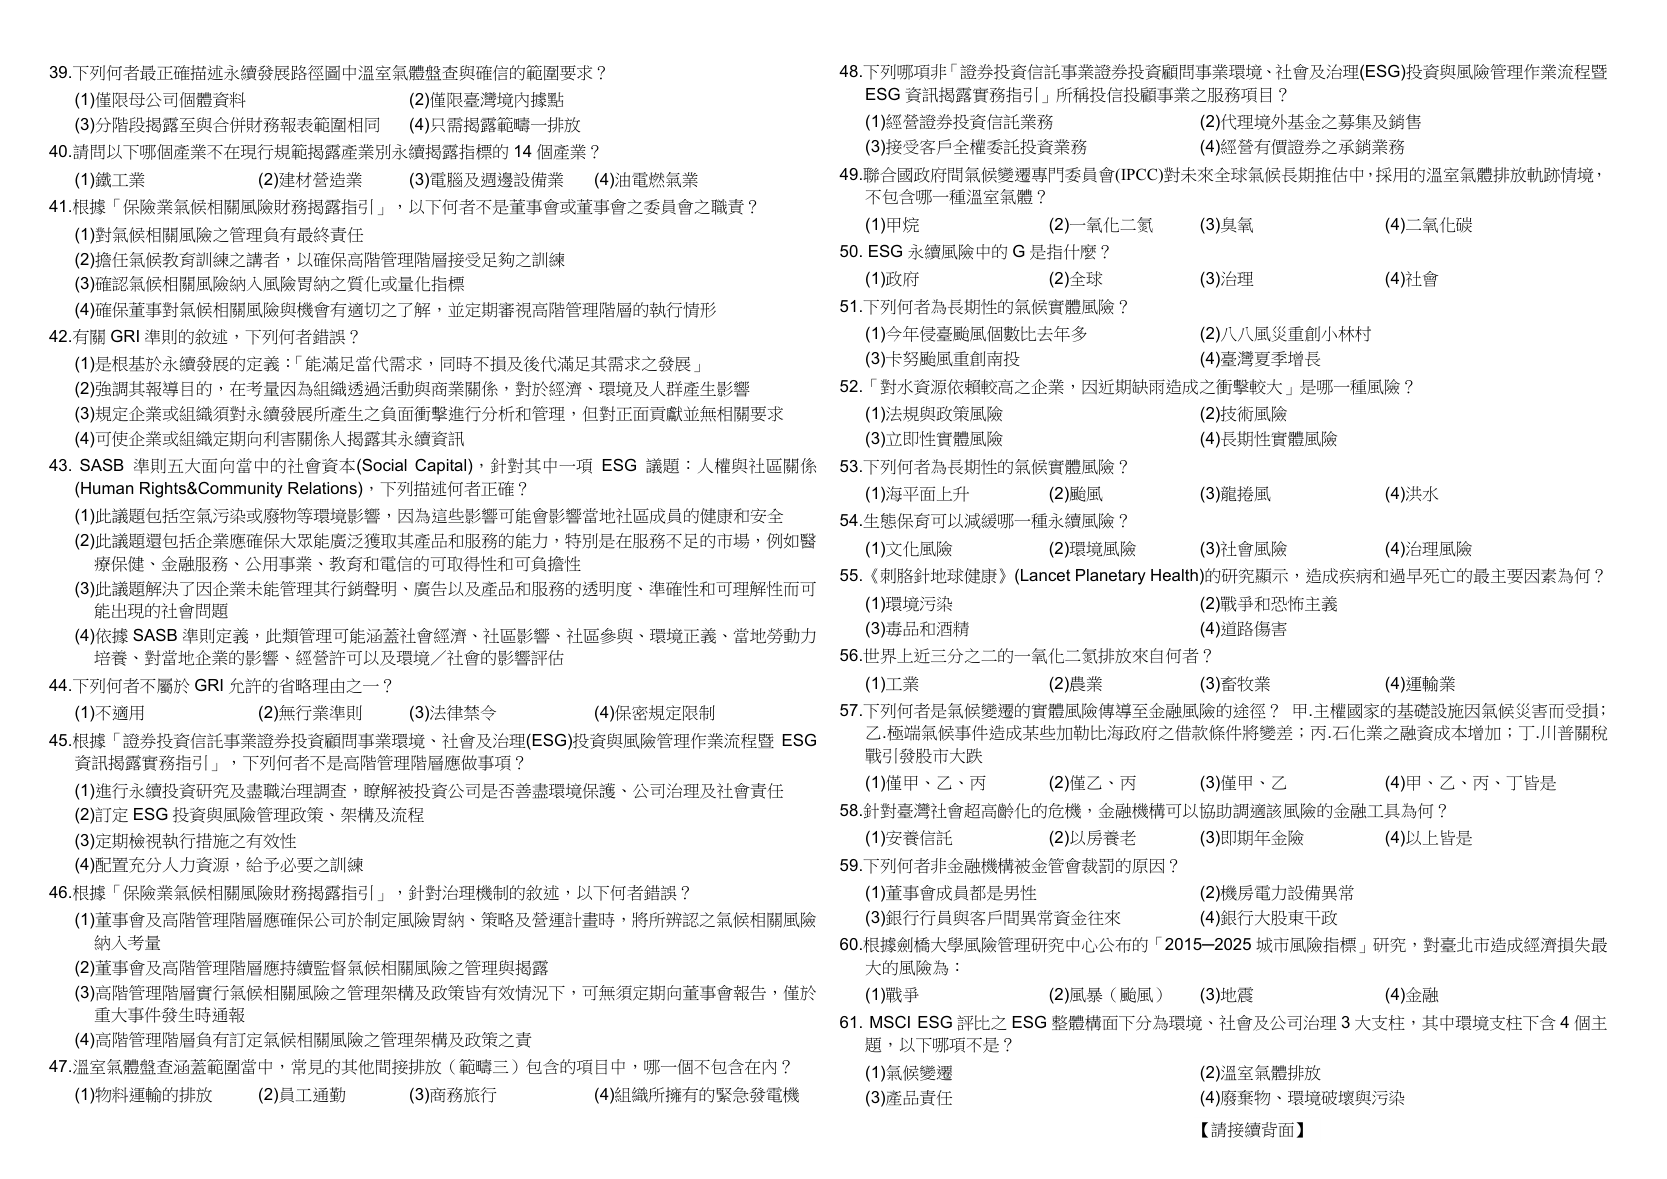 39.下列何者最正確描述永續發展路徑圖中溫室氣體盤查與確信的範圍要求？
(1)僅限母公司個體資料 (2)僅限臺灣境內據點
(3)分階段揭露至與合併財務報表範圍相同 (4)只需揭露範疇一排放
40.請問以下哪個產業不在現行規範揭露產業別永續揭露指標的 14 個產業？
(1)鐵工業 (2)建材營造業 (3)電腦及週邊設備業 (4)油電燃氣業
41.根據「保險業氣候相關風險財務揭露指引」，以下何者不是董事會或董事會之委員會之職責？
(1)對氣候相關風險之管理負有最終責任
(2)擔任氣候教育訓練之講者，以確保高階管理階層接受足夠之訓練
(3)確認氣候相關風險納入風險胃納之質化或量化指標
(4)確保董事對氣候相關風險與機會有適切之了解，並定期審視高階管理階層的執行情形
42.有關 GRI 準則的敘述，下列何者錯誤？
(1)是根基於永續發展的定義：「能滿足當代需求，同時不損及後代滿足其需求之發展」
(2)強調其報導目的，在考量因為組織透過活動與商業關係，對於經濟、環境及人群產生影響
(3)規定企業或組織須對永續發展所產生之負面衝擊進行分析和管理，但對正面貢獻並無相關要求
(4)可使企業或組織定期向利害關係人揭露其永續資訊
43. SASB 準則五大面向當中的社會資本(Social Capital)，針對其中一項 ESG 議題：人權與社區關係
(Human Rights&Community Relations)，下列描述何者正確？
(1)此議題包括空氣污染或廢物等環境影響，因為這些影響可能會影響當地社區成員的健康和安全
(2)此議題還包括企業應確保大眾能廣泛獲取其產品和服務的能力，特別是在服務不足的市場，例如醫
療保健、金融服務、公用事業、教育和電信的可取得性和可負擔性
(3)此議題解決了因企業未能管理其行銷聲明、廣告以及產品和服務的透明度、準確性和可理解性而可
能出現的社會問題
(4)依據 SASB 準則定義，此類管理可能涵蓋社會經濟、社區影響、社區參與、環境正義、當地勞動力
培養、對當地企業的影響、經營許可以及環境／社會的影響評估
44.下列何者不屬於 GRI 允許的省略理由之一？
(1)不適用 (2)無行業準則 (3)法律禁令 (4)保密規定限制
45.根據「證券投資信託事業證券投資顧問事業環境、社會及治理(ESG)投資與風險管理作業流程暨 ESG
資訊揭露實務指引」，下列何者不是高階管理階層應做事項？
(1)進行永續投資研究及盡職治理調查，瞭解被投資公司是否善盡環境保護、公司治理及社會責任
(2)訂定 ESG 投資與風險管理政策、架構及流程
(3)定期檢視執行措施之有效性
(4)配置充分人力資源，給予必要之訓練
46.根據「保險業氣候相關風險財務揭露指引」，針對治理機制的敘述，以下何者錯誤？
(1)董事會及高階管理階層應確保公司於制定風險胃納、策略及營運計畫時，將所辨認之氣候相關風險
納入考量
(2)董事會及高階管理階層應持續監督氣候相關風險之管理與揭露
(3)高階管理階層實行氣候相關風險之管理架構及政策皆有效情況下，可無須定期向董事會報告，僅於
重大事件發生時通報
(4)高階管理階層負有訂定氣候相關風險之管理架構及政策之責
47.溫室氣體盤查涵蓋範圍當中，常見的其他間接排放（範疇三）包含的項目中，哪一個不包含在內？
(1)物料運輸的排放 (2)員工通勤 (3)商務旅行 (4)組織所擁有的緊急發電機
48.下列哪項非「證券投資信託事業證券投資顧問事業環境、社會及治理(ESG)投資與風險管理作業流程暨
ESG 資訊揭露實務指引」所稱投信投顧事業之服務項目？
(1)經營證券投資信託業務 (2)代理境外基金之募集及銷售
(3)接受客戶全權委託投資業務 (4)經營有價證券之承銷業務
49.聯合國政府間氣候變遷專門委員會(IPCC)對未來全球氣候長期推估中，採用的溫室氣體排放軌跡情境，
不包含哪一種溫室氣體？
(1)甲烷 (2)一氧化二氮 (3)臭氧 (4)二氧化碳
50. ESG 永續風險中的 G 是指什麼？
(1)政府 (2)全球 (3)治理 (4)社會
51.下列何者為長期性的氣候實體風險？
(1)今年侵臺颱風個數比去年多 (2)八八風災重創小林村
(3)卡努颱風重創南投 (4)臺灣夏季增長
52.「對水資源依賴較高之企業，因近期缺雨造成之衝擊較大」是哪一種風險？
(1)法規與政策風險 (2)技術風險
(3)立即性實體風險 (4)長期性實體風險
53.下列何者為長期性的氣候實體風險？
(1)海平面上升 (2)颱風 (3)龍捲風 (4)洪水
54.生態保育可以減緩哪一種永續風險？
(1)文化風險 (2)環境風險 (3)社會風險 (4)治理風險
55.《刺胳針地球健康》(Lancet Planetary Health)的研究顯示，造成疾病和過早死亡的最主要因素為何？
(1)環境污染 (2)戰爭和恐怖主義
(3)毒品和酒精 (4)道路傷害
56.世界上近三分之二的一氧化二氮排放來自何者？
(1)工業 (2)農業 (3)畜牧業 (4)運輸業
57.下列何者是氣候變遷的實體風險傳導至金融風險的途徑？ 甲.主權國家的基礎設施因氣候災害而受損；
乙.極端氣候事件造成某些加勒比海政府之借款條件將變差；丙.石化業之融資成本增加；丁.川普關稅
戰引發股市大跌
(1)僅甲、乙、丙 (2)僅乙、丙 (3)僅甲、乙 (4)甲、乙、丙、丁皆是
58.針對臺灣社會超高齡化的危機，金融機構可以協助調適該風險的金融工具為何？
(1)安養信託 (2)以房養老 (3)即期年金險 (4)以上皆是
59.下列何者非金融機構被金管會裁罰的原因？
(1)董事會成員都是男性 (2)機房電力設備異常
(3)銀行行員與客戶間異常資金往來 (4)銀行大股東干政
60.根據劍橋大學風險管理研究中心公布的「2015─2025 城市風險指標」研究，對臺北市造成經濟損失最
大的風險為：
(1)戰爭 (2)風暴（颱風） (3)地震 (4)金融
61. MSCI ESG 評比之 ESG 整體構面下分為環境、社會及公司治理 3 大支柱，其中環境支柱下含 4 個主
題，以下哪項不是？
(1)氣候變遷 (2)溫室氣體排放
(3)產品責任 (4)廢棄物、環境破壞與污染
【請接續背面】